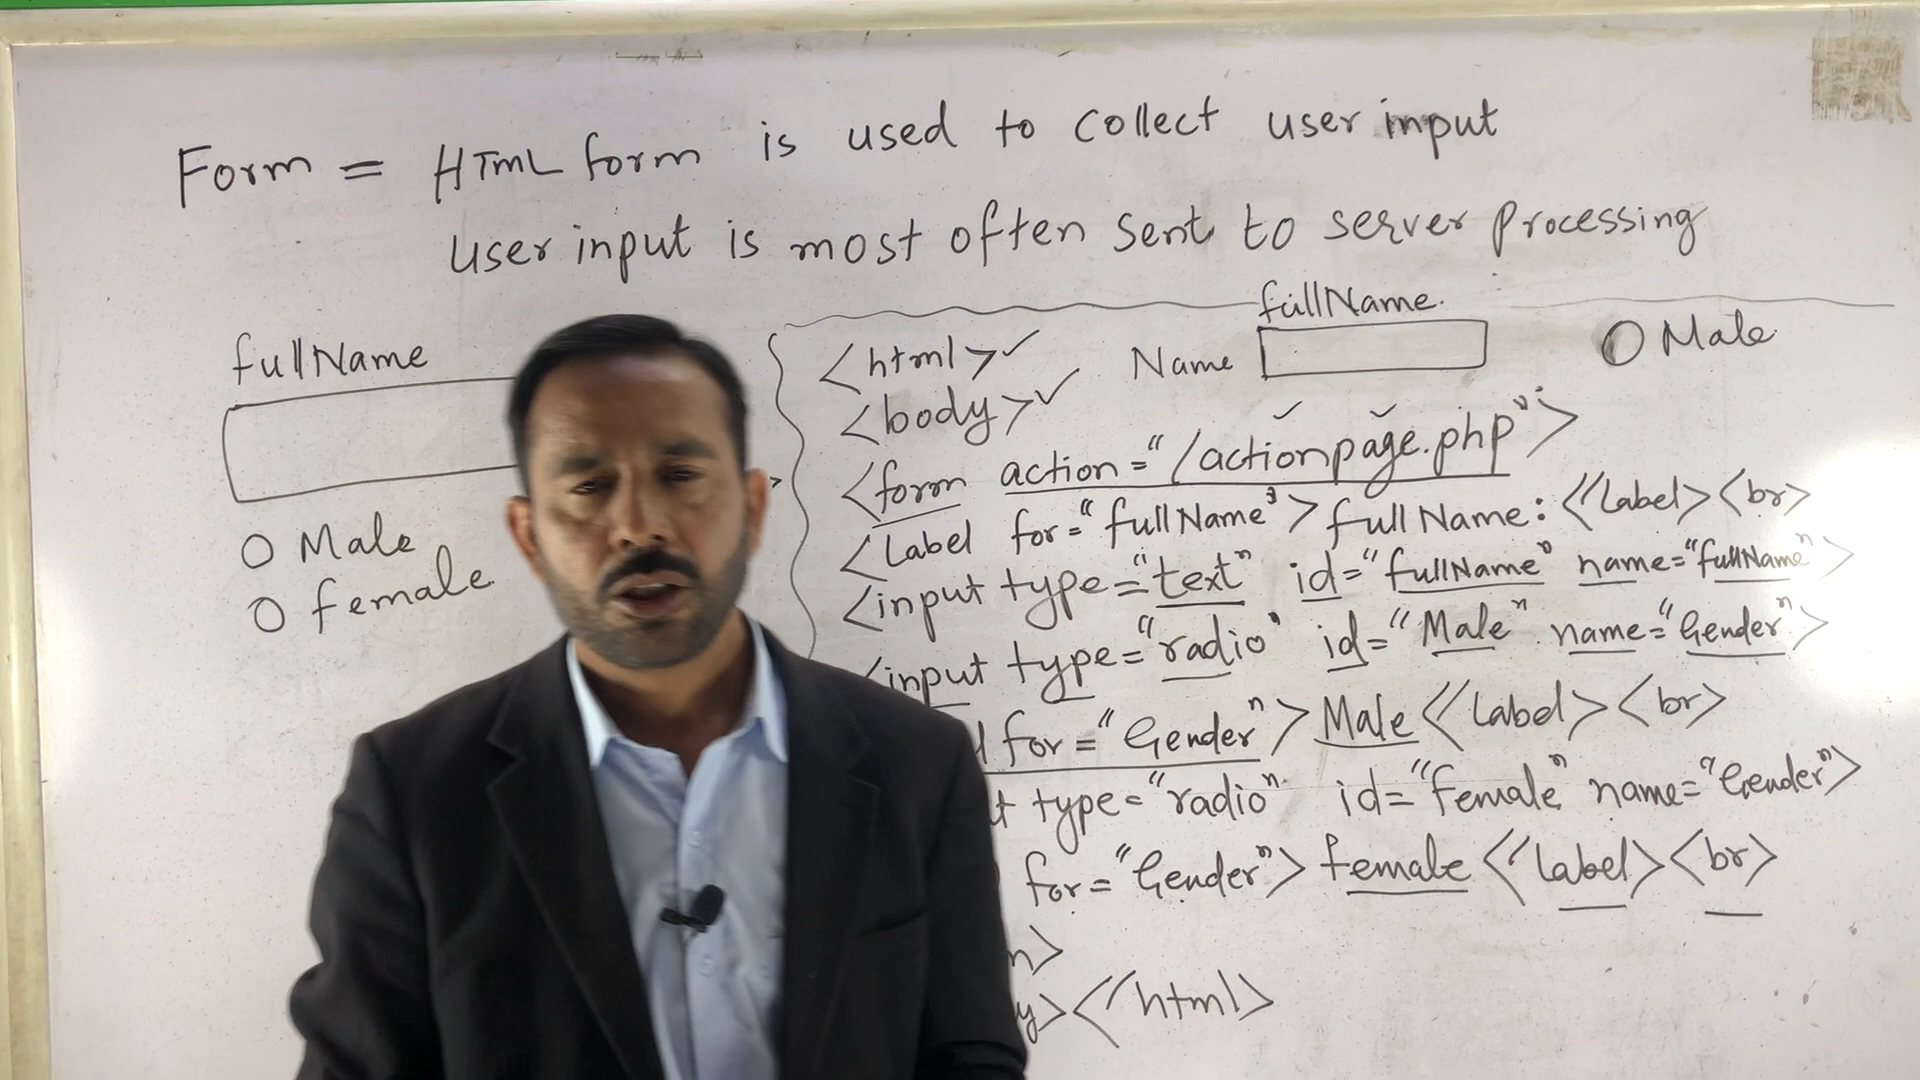 Form = HTML form is used to collect user input
user input is most often sent to server processing
fullName
Male
female
fullName.
Name
Male
<html>
<body>
<form action="/actionpage.php">
<Label for="fullName">fullName:</label><br>
<input type="text" id="fullName" name="fullName">
<input type="radio" id="Male" name="Gender">
for="Gender">Male</label><br>
type="radio" id="female" name="Gender">
for="Gender">female</label><br>
</html>